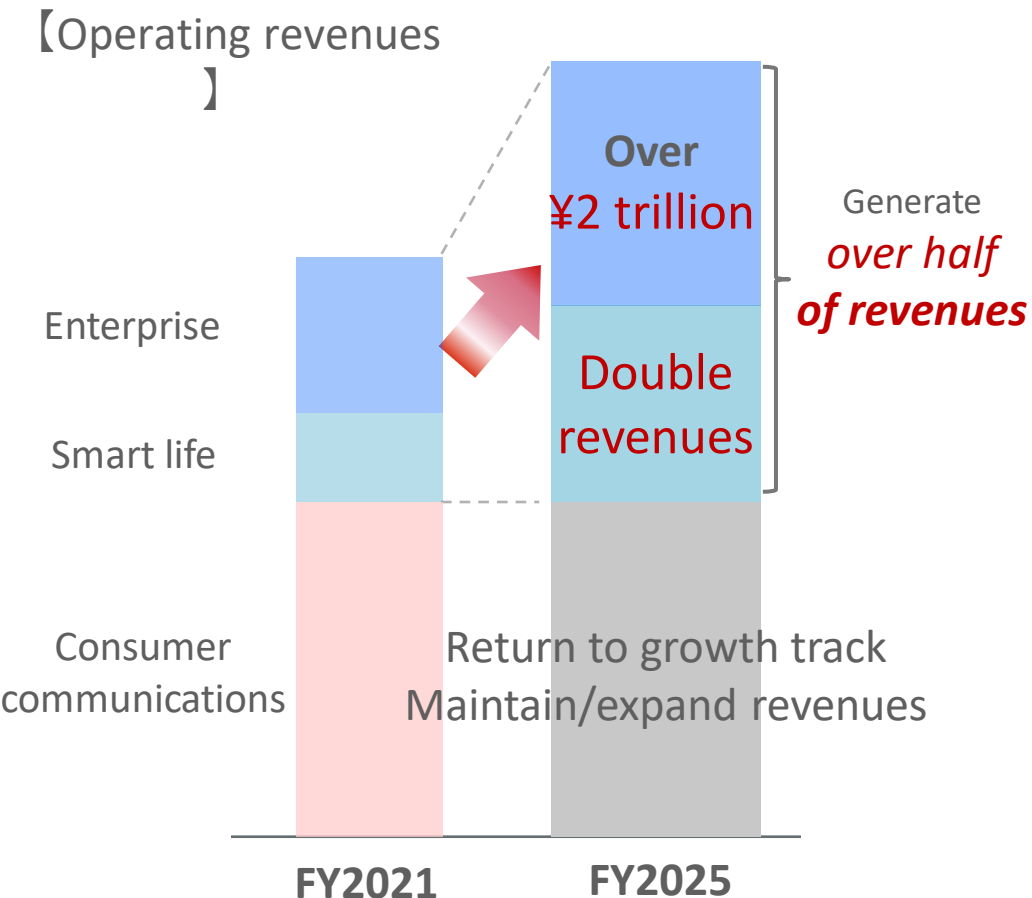 【Operating revenues
】
Over
¥2 trillion
Generate
over half
of revenues
Enterprise
Double
revenues
Smart life
Consumer
communications
Return to growth track
Maintain/expand revenues
FY2021
FY2025